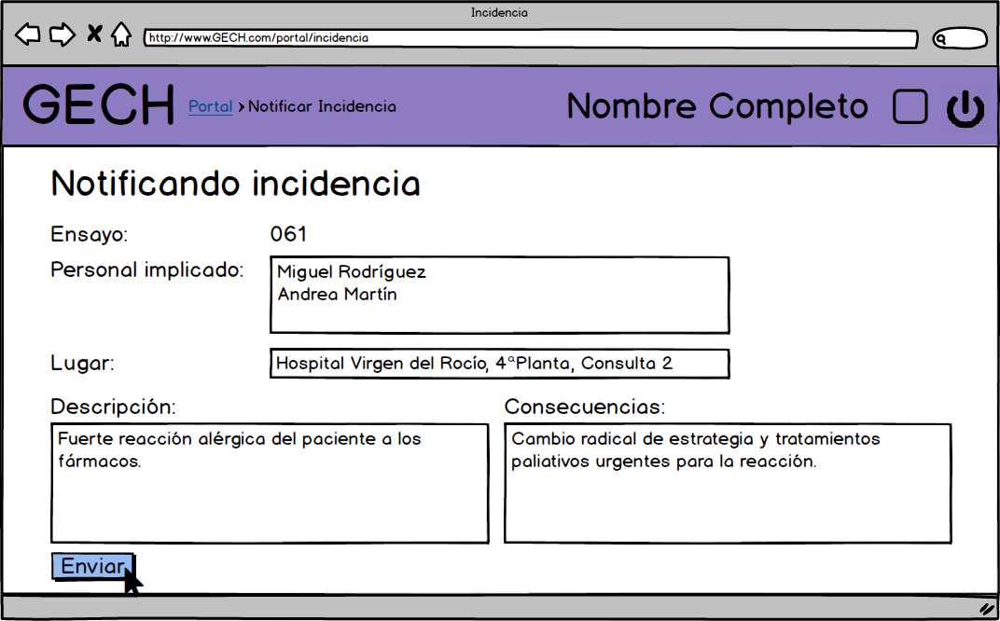 Incidencia
http://www.GECH.com/portal/incidencia
GECH Portal > Notificar Incidencia Nombre Completo
Notificando incidencia
Ensayo: 061
Personal implicado: Miguel Rodríguez
Andrea Martín
Lugar: Hospital Virgen del Rocío, 4ªPlanta, Consulta 2
Descripción:
Fuerte reacción alérgica del paciente a los
fármacos.
Consecuencias:
Cambio radical de estrategia y tratamientos
paliativos urgentes para la reacción.
Enviar